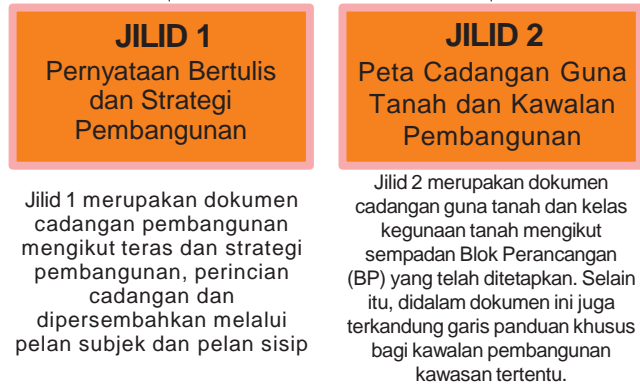 JILID 1
Pernyataan Bertulis
dan Strategi
Pembangunan
Jilid 1 merupakan dokumen
cadangan pembangunan
mengikut teras dan strategi
pembangunan, perincian
cadangan dan
dipersembahkan melalui
pelan subjek dan pelan sisip
JILID 2
Peta Cadangan Guna
Tanah dan Kawalan
Pembangunan
Jilid 2 merupakan dokumen
cadangan guna tanah dan kelas
kegunaan tanah mengikut
sempadan Blok Perancangan
(BP) yang telah ditetapkan. Selain
itu, didalam dokumen ini juga
terkandung garis panduan khusus
bagi kawalan pembangunan
kawasan tertentu.